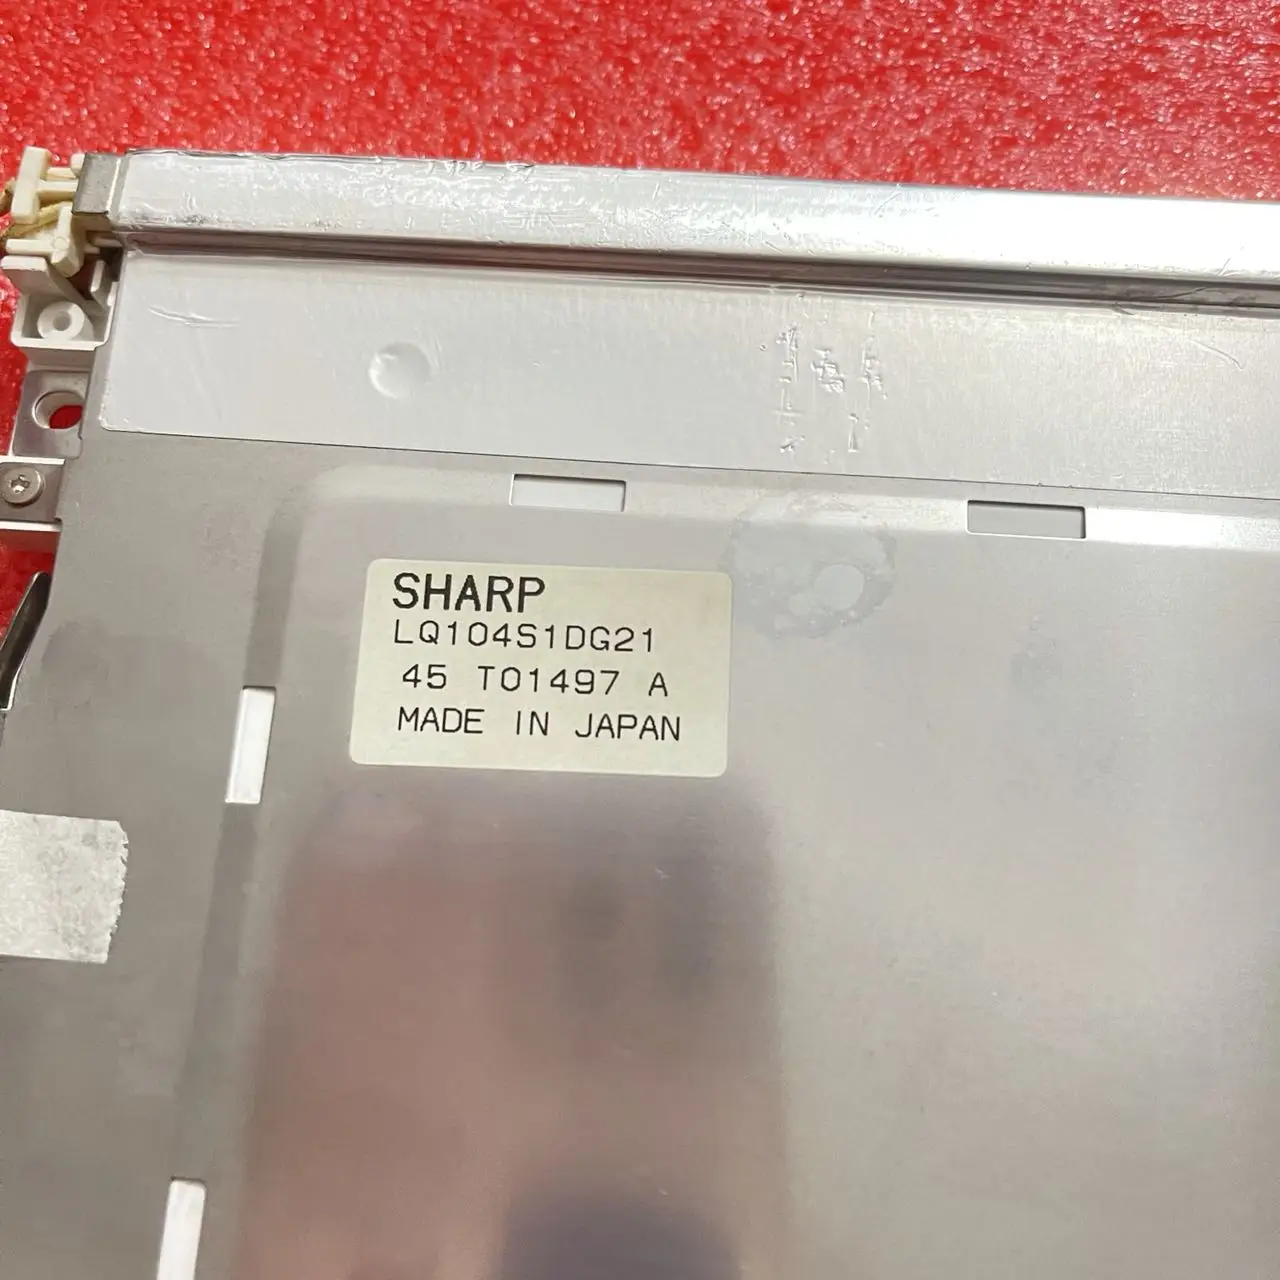 SHARP
LQ104S1DG21
45 T01497 A
MADE IN JAPAN